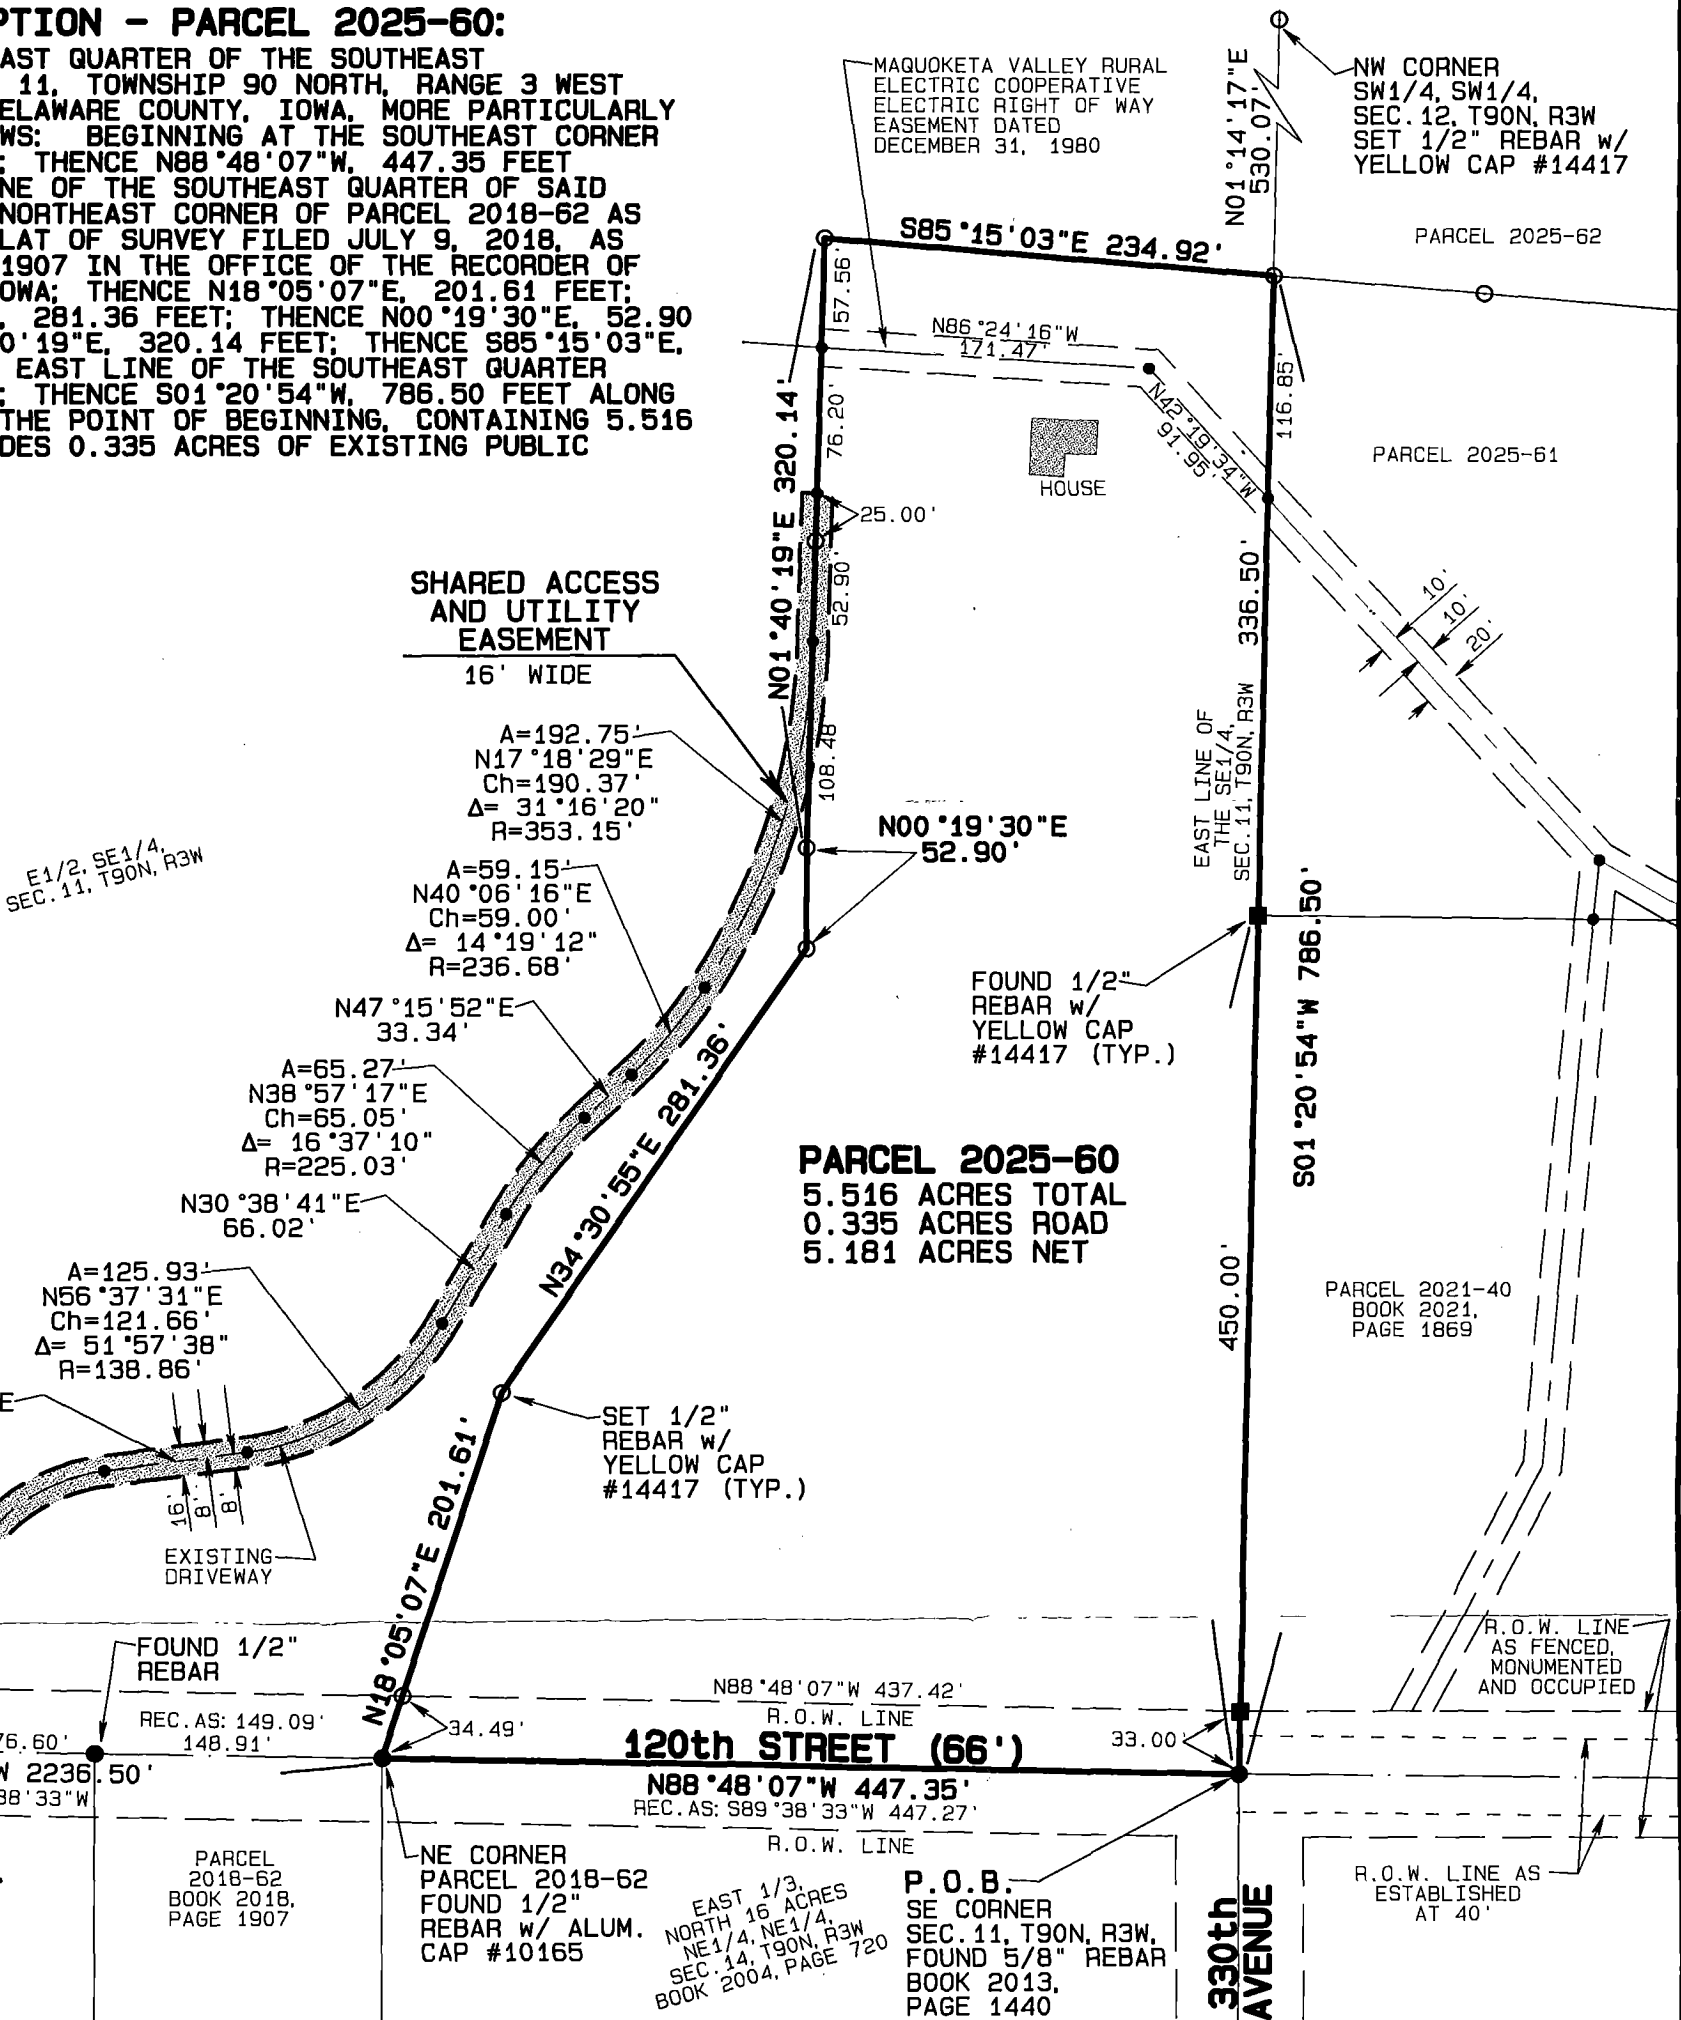 PTION - PARCEL 2025-60:
AST QUARTER OF THE SOUTHEAST
11, TOWNSHIP 90 NORTH, RANGE 3 WEST
ELAWARE COUNTY, IOWA, MORE PARTICULARLY
WS: BEGINNING AT THE SOUTHEAST CORNER
; THENCE N88°48'07"W, 447.35 FEET
NE OF THE SOUTHEAST QUARTER OF SAID
NORTHEAST CORNER OF PARCEL 2018-62 AS
LAT OF SURVEY FILED JULY 9, 2018, AS
1907 IN THE OFFICE OF THE RECORDER OF
OWA; THENCE N18°05'07"E, 201.61 FEET;
, 281.36 FEET; THENCE N00°19'30"E, 52.90
0'19"E, 320.14 FEET; THENCE S85°15'03"E,
EAST LINE OF THE SOUTHEAST QUARTER
; THENCE S01°20'54"W, 786.50 FEET ALONG
THE POINT OF BEGINNING, CONTAINING 5.516
DES 0.335 ACRES OF EXISTING PUBLIC
MAQUOKETA VALLEY RURAL
ELECTRIC COOPERATIVE
ELECTRIC RIGHT OF WAY
EASEMENT DATED
DECEMBER 31, 1980
N01°14'17"E
530.07'
NW CORNER
SW1/4, SW1/4,
SEC. 12, T90N, R3W
SET 1/2" REBAR w/
YELLOW CAP #14417
PARCEL 2025-62
S85°15'03"E 234.92'
57.56'
N86°24'16"W
171.47'
N42°19'34"W
91.95'
116.85'
76.20'
HOUSE
PARCEL 2025-61
25.00'
N01°40'19"E 320.14'
52.90'
336.50'
10'
10'
20'
SHARED ACCESS
AND UTILITY
EASEMENT
16' WIDE
108.48'
EAST LINE OF
THE SE1/4,
SEC. 11, T90N, R3W
A=192.75'
N17°18'29"E
Ch=190.37'
Δ= 31°16'20"
R=353.15'
N00°19'30"E
52.90'
E1/2, SE1/4,
SEC. 11, T90N, R3W
A=59.15'
N40°06'16"E
Ch=59.00'
Δ= 14°19'12"
R=236.68'
FOUND 1/2"
REBAR w/
YELLOW CAP
#14417 (TYP.)
S01°20'54"W 786.50'
N47°15'52"E
33.34'
A=65.27'
N38°57'17"E
Ch=65.05'
Δ= 16°37'10"
R=225.03'
N34°30'55"E 281.36'
PARCEL 2025-60
5.516 ACRES TOTAL
0.335 ACRES ROAD
5.181 ACRES NET
N30°38'41"E
66.02'
A=125.93'
N56°37'31"E
Ch=121.66'
Δ= 51°57'38"
R=138.86'
450.00'
PARCEL 2021-40
BOOK 2021,
PAGE 1869
E
SET 1/2"
REBAR w/
YELLOW CAP
#14417 (TYP.)
16'
8'
8'
EXISTING
DRIVEWAY
N18°05'07"E 201.61'
FOUND 1/2"
REBAR
R.O.W. LINE
AS FENCED,
MONUMENTED
AND OCCUPIED
N88°48'07"W 437.42'
R.O.W. LINE
REC.AS: 149.09'
148.91'
34.49'
33.00'
76.60'
W 2236.50'
38'33"W
120th STREET (66')
N88°48'07"W 447.35'
REC.AS: S89°38'33"W 447.27'
R.O.W. LINE
PARCEL
2018-62
BOOK 2018,
PAGE 1907
NE CORNER
PARCEL 2018-62
FOUND 1/2"
REBAR w/ ALUM.
CAP #10165
EAST 1/3,
NORTH 16 ACRES
NE1/4, NE1/4,
SEC. 14, T90N, R3W
BOOK 2004, PAGE 720
P.O.B.
SE CORNER
SEC. 11, T90N, R3W,
FOUND 5/8" REBAR
BOOK 2013,
PAGE 1440
330th
AVENUE
R.O.W. LINE AS
ESTABLISHED
AT 40'